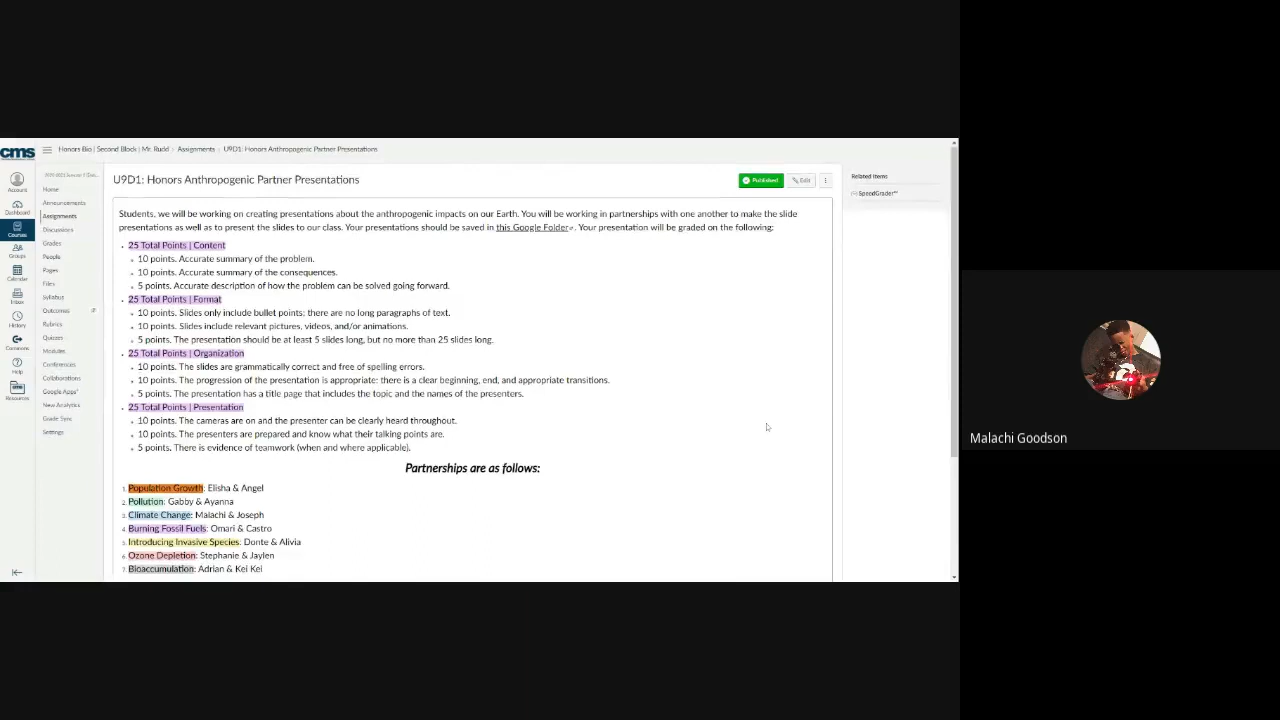 cms
Honors Bio | Second Block | Mr. Rudd › Assignments › U9D1: Honors Anthropogenic Partner Presentations
Account
Dashboard
Courses
Groups
Calendar
Inbox
History
Commons
Help
Resources
Home
Announcements
Assignments
Discussions
Grades
People
Pages
Files
Syllabus
Outcomes
Rubrics
Quizzes
Modules
Conferences
Collaborations
Google Apps
New Analytics
Grade Sync
Settings
U9D1: Honors Anthropogenic Partner Presentations
Published
Edit
Related Items
SpeedGrader™
Students, we will be working on creating presentations about the anthropogenic impacts on our Earth. You will be working in partnerships with one another to make the slide
presentations as well as to present the slides to our class. Your presentations should be saved in this Google Folder. Your presentation will be graded on the following:
• 25 Total Points | Content
• 10 points. Accurate summary of the problem.
• 10 points. Accurate summary of the consequences.
• 5 points. Accurate description of how the problem can be solved going forward.
• 25 Total Points | Format
• 10 points. Slides only include bullet points; there are no long paragraphs of text.
• 10 points. Slides include relevant pictures, videos, and/or animations.
• 5 points. The presentation should be at least 5 slides long, but no more than 25 slides long.
• 25 Total Points | Organization
• 10 points. The slides are grammatically correct and free of spelling errors.
• 10 points. The progression of the presentation is appropriate: there is a clear beginning, end, and appropriate transitions.
• 5 points. The presentation has a title page that includes the topic and the names of the presenters.
• 25 Total Points | Presentation
• 10 points. The cameras are on and the presenter can be clearly heard throughout.
• 10 points. The presenters are prepared and know what their talking points are.
• 5 points. There is evidence of teamwork (when and where applicable).
Partnerships are as follows:
1. Population Growth: Elisha & Angel
2. Pollution: Gabby & Ayanna
3. Climate Change: Malachi & Joseph
4. Burning Fossil Fuels: Omari & Castro
5. Introducing Invasive Species: Donte & Alivia
6. Ozone Depletion: Stephanie & Jaylen
7. Bioaccumulation: Adrian & Kei Kei
Malachi Goodson